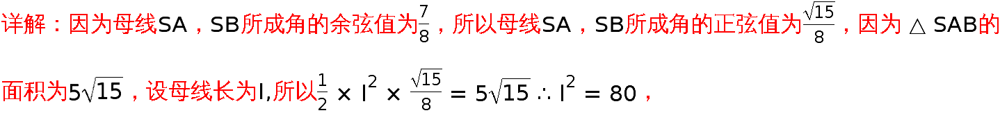 详解：因为母线SA，SB所成角的余弦值为7/8，所以母线SA，SB所成角的正弦值为√15/8，因为 △ SAB的
面积为5√15，设母线长为l,所以1/2 × l² × √15/8 = 5√15 ∴ l² = 80，